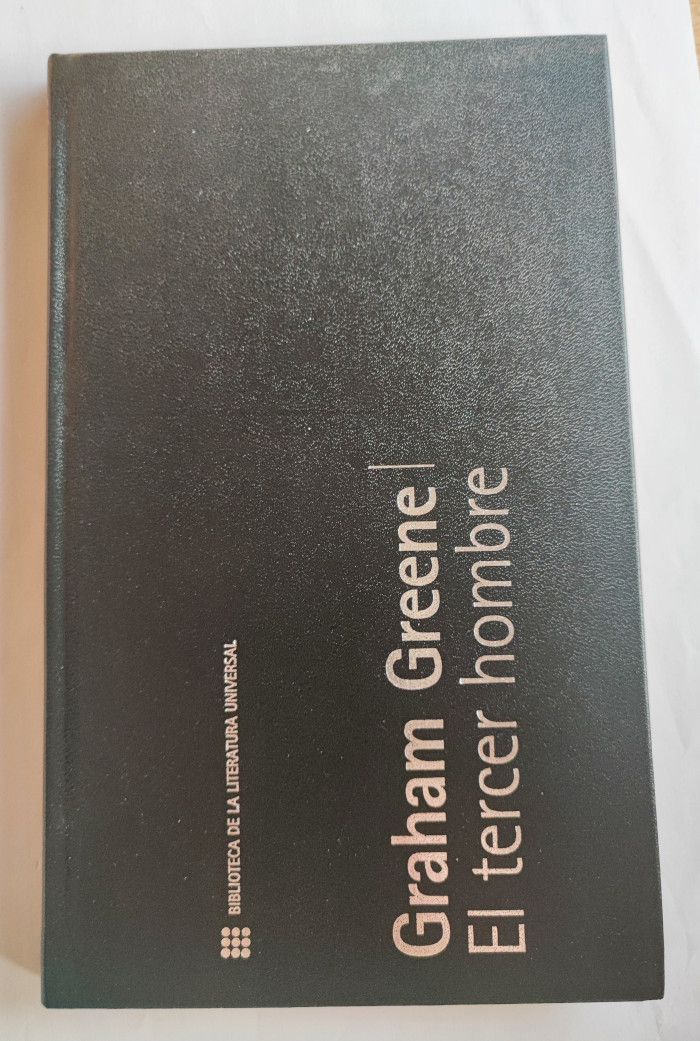 BIBLIOTECA DE LA LITERATURA UNIVERSAL
Graham Greene|
El tercer hombre